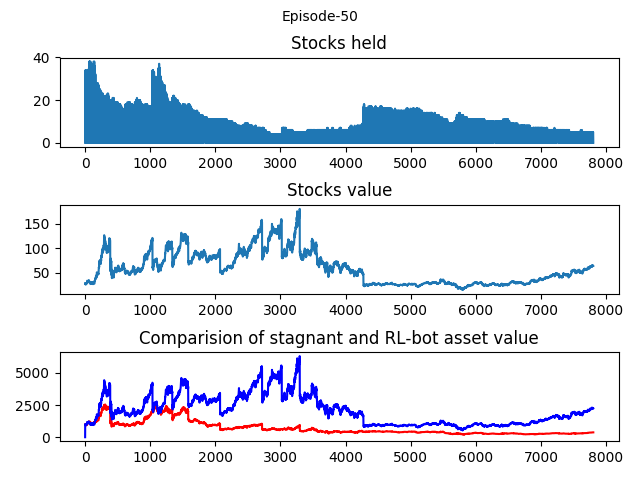 Episode-50
Stocks held
40
20
0
0 1000 2000 3000 4000 5000 6000 7000 8000
Stocks value
150
100
50
0 1000 2000 3000 4000 5000 6000 7000 8000
Comparision of stagnant and RL-bot asset value
5000
2500
0
0 1000 2000 3000 4000 5000 6000 7000 8000